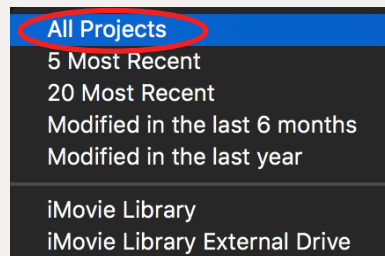 All Projects
5 Most Recent
20 Most Recent
Modified in the last 6 months
Modified in the last year
iMovie Library
iMovie Library External Drive